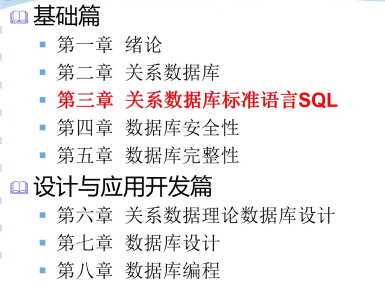 基础篇
第一章 绪论
第二章 关系数据库
第三章 关系数据库标准语言SQL
第四章 数据库安全性
第五章 数据库完整性
设计与应用开发篇
第六章 关系数据理论数据库设计
第七章 数据库设计
第八章 数据库编程